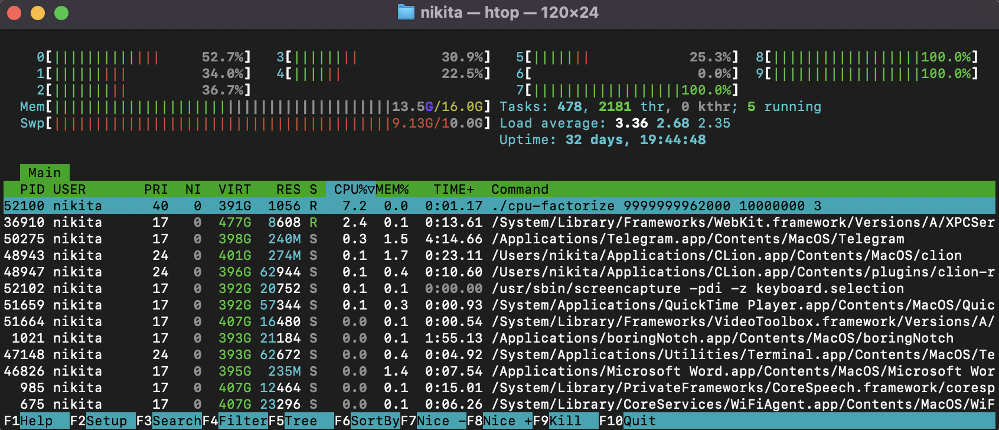 nikita — htop — 120×24
0[||||||||||||| 52.7%] 3[|||||||| 30.9%] 5[||||||| 25.3%] 8[||||||||||||||||||100.0%]
1[||||||||| 34.0%] 4[|||||| 22.5%] 6[ 0.0%] 9[||||||||||||||||||100.0%]
2[||||||||| 36.7%] 7[||||||||||||||||||100.0%]
Mem[|||||||||||||||||||||||||||||||||||||||||13.5G/16.0G] Tasks: 478, 2181 thr, 0 kthr; 5 running
Swp[|||||||||||||||||||||||||||||||||||||||||9.13G/10.0G] Load average: 3.36 2.68 2.35
Uptime: 32 days, 19:44:48
Main
PID USER PRI NI VIRT RES S CPU%▽MEM% TIME+ Command
52100 nikita 40 0 391G 1056 R 7.2 0.0 0:01.17 ./cpu-factorize 9999999962000 10000000 3
36910 nikita 17 0 477G 8608 R 2.4 0.1 0:13.61 /System/Library/Frameworks/WebKit.framework/Versions/A/XPCSer
50275 nikita 17 0 398G 240M S 0.3 1.5 4:14.66 /Applications/Telegram.app/Contents/MacOS/Telegram
48943 nikita 24 0 401G 274M S 0.1 1.7 0:23.11 /Users/nikita/Applications/CLion.app/Contents/MacOS/clion
48947 nikita 24 0 396G 62944 S 0.1 0.4 0:10.60 /Users/nikita/Applications/CLion.app/Contents/plugins/clion-r
52102 nikita 17 0 392G 20752 S 0.1 0.1 0:00.00 /usr/sbin/screencapture -pdi -z keyboard.selection
51659 nikita 17 0 392G 57344 S 0.1 0.3 0:00.93 /System/Applications/QuickTime Player.app/Contents/MacOS/Quic
51664 nikita 17 0 407G 16480 S 0.0 0.1 0:00.54 /System/Library/Frameworks/VideoToolbox.framework/Versions/A/
1021 nikita 17 0 393G 21184 S 0.0 0.1 1:55.13 /Applications/boringNotch.app/Contents/MacOS/boringNotch
47148 nikita 24 0 393G 62672 S 0.0 0.4 0:04.92 /System/Applications/Utilities/Terminal.app/Contents/MacOS/Te
46826 nikita 17 0 395G 235M S 0.0 1.4 0:07.54 /Applications/Microsoft Word.app/Contents/MacOS/Microsoft Wor
985 nikita 17 0 407G 12464 S 0.0 0.1 0:15.01 /System/Library/PrivateFrameworks/CoreSpeech.framework/coresp
675 nikita 17 0 407G 23296 S 0.0 0.1 0:06.26 /System/Library/CoreServices/WiFiAgent.app/Contents/MacOS/WiF
F1Help F2Setup F3SearchF4FilterF5Tree F6SortByF7Nice -F8Nice +F9Kill F10Quit